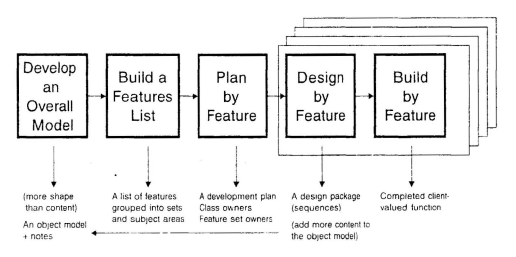 Develop
an
Overall
Model
Build a
Features
List
Plan
by
Feature
Design
by
Feature
Build
by
Feature
(more shape
than content)
An object model
+ notes
A list of features
grouped into sets
and subject areas
A development plan
Class owners
Feature set owners
A design package
(sequences)
(add more content to
the object model)
Completed client-
valued function